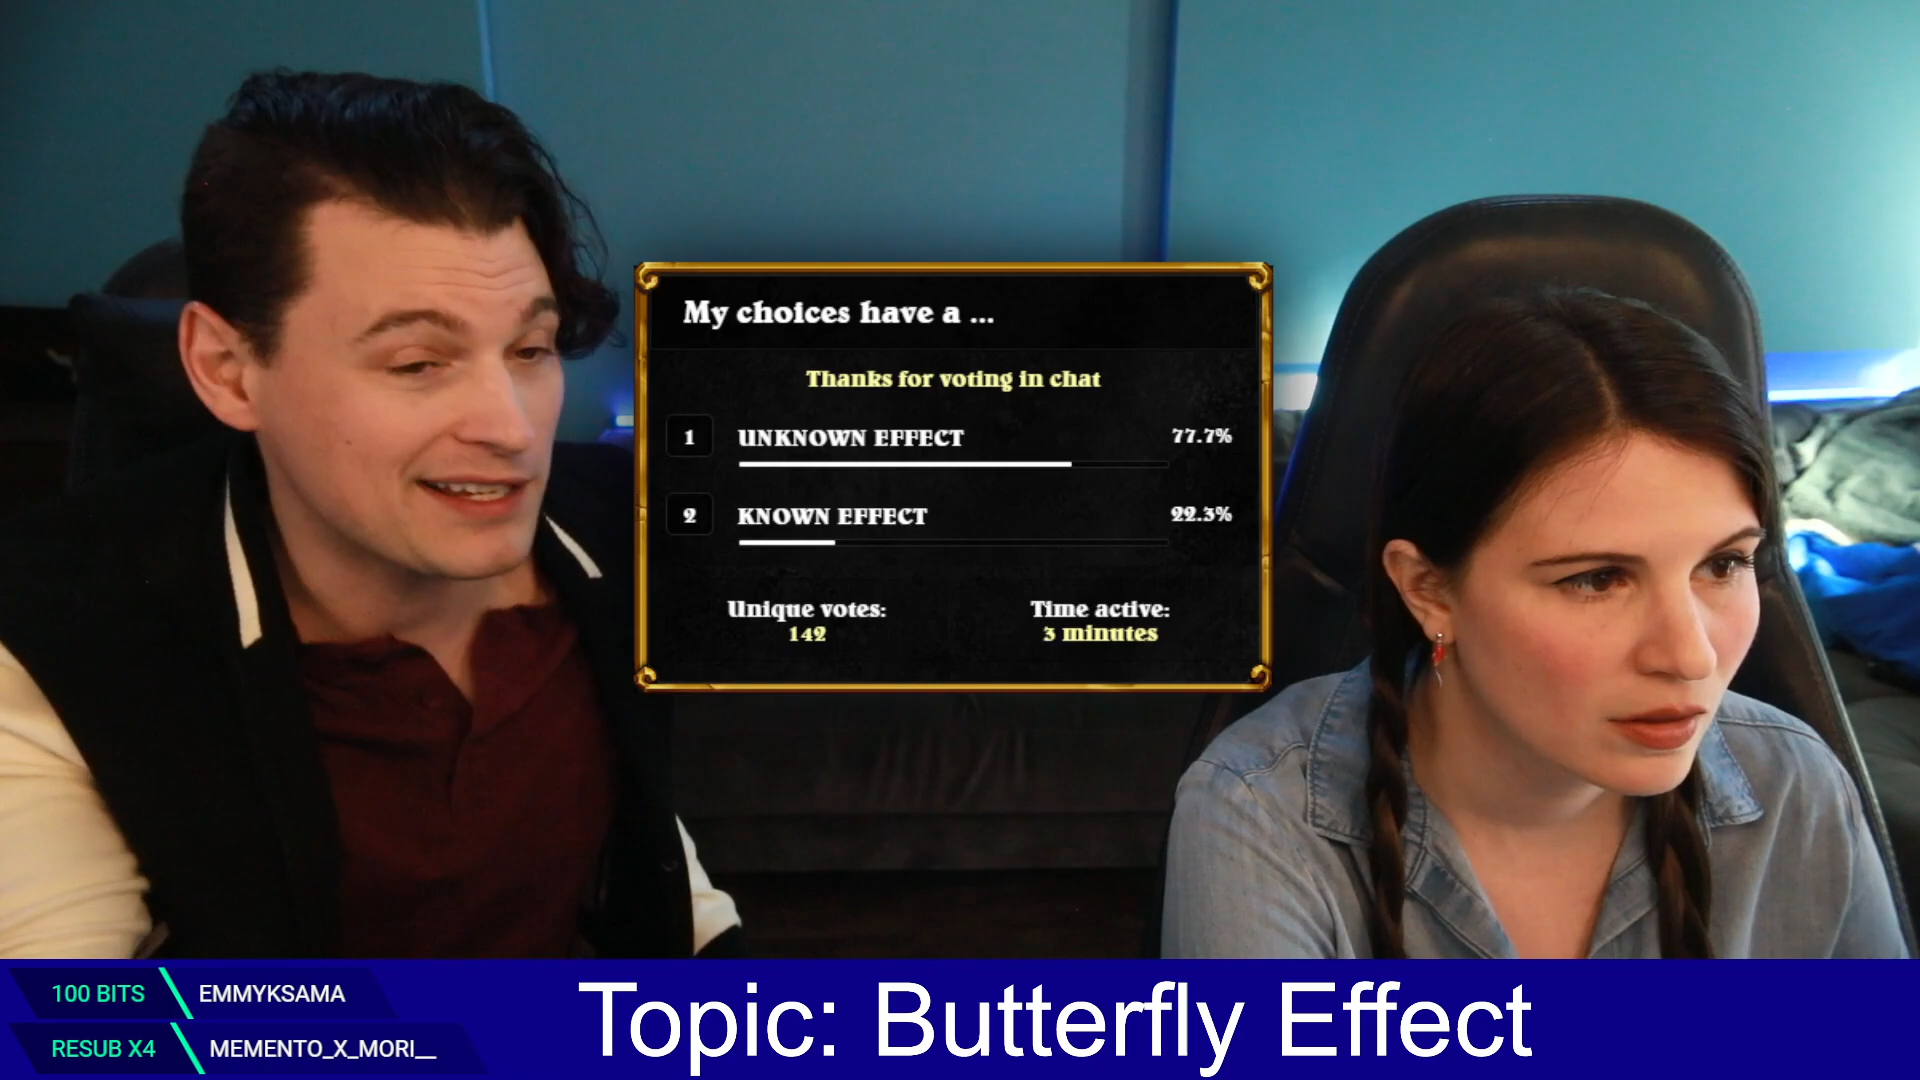 My choices have a ...
Thanks for voting in chat
1 UNKNOWN EFFECT 77.7%
2 KNOWN EFFECT 22.3%
Unique votes: Time active:
142 3 minutes
100 BITS EMMYKSAMA
RESUB X4 MEMENTO_X_MORI__
Topic: Butterfly Effect